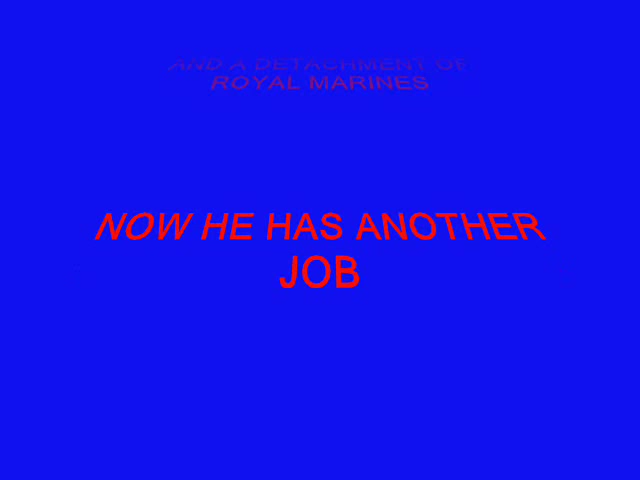 AND A DETACHMENT OF
ROYAL MARINES
NOW HE HAS ANOTHER
JOB